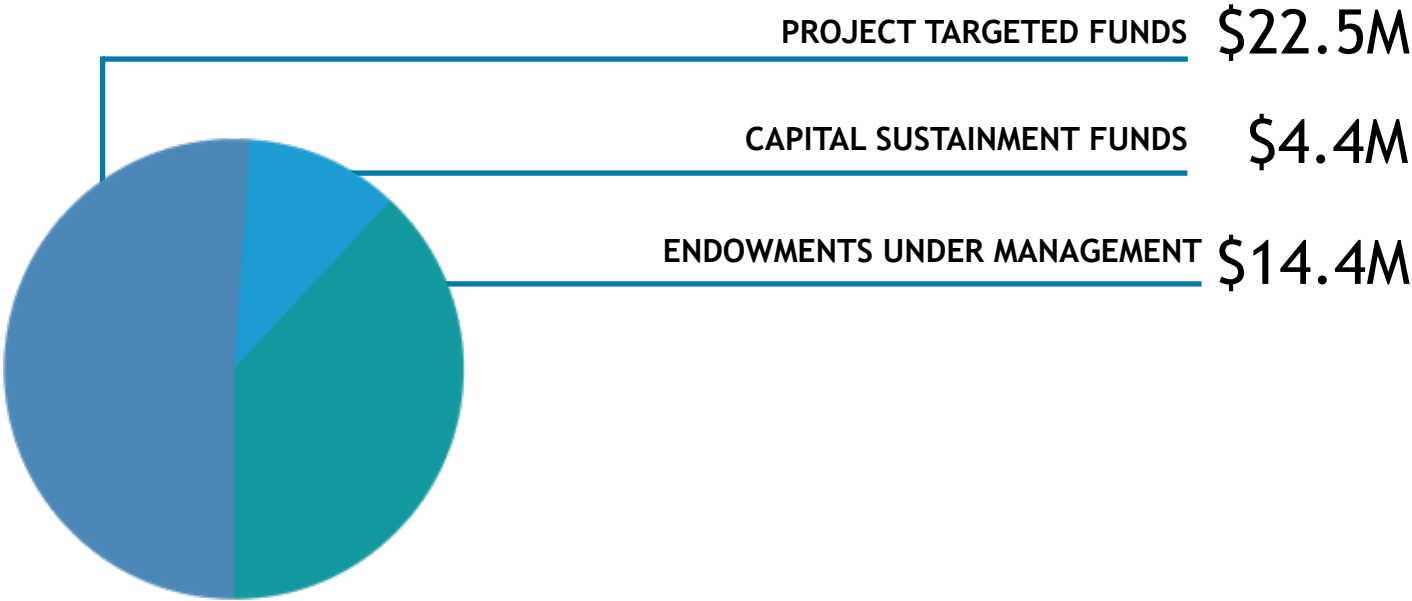 PROJECT TARGETED FUNDS $22.5M
CAPITAL SUSTAINMENT FUNDS $4.4M
ENDOWMENTS UNDER MANAGEMENT $14.4M